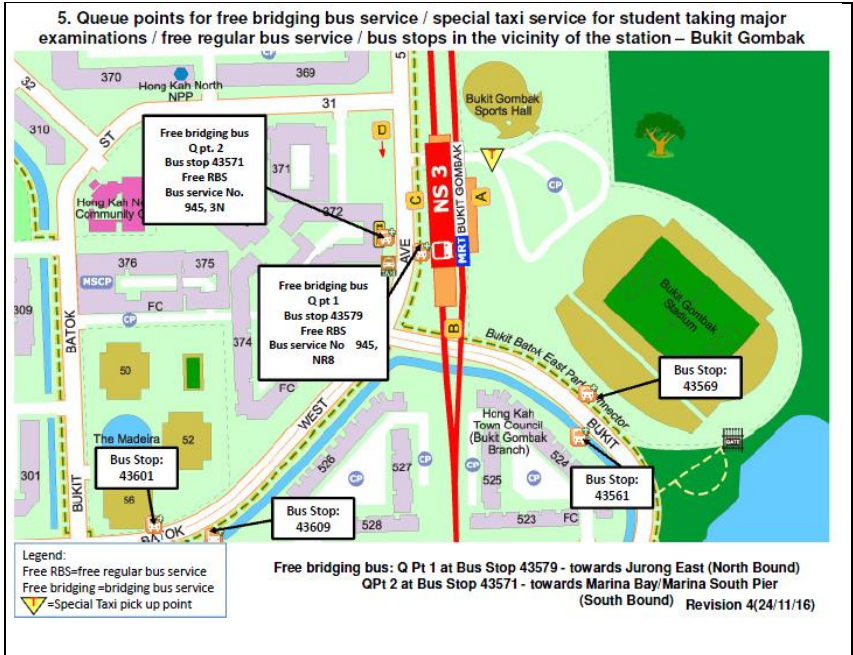 5. Queue points for free bridging bus service / special taxi service for student taking major
examinations / free regular bus service / bus stops in the vicinity of the station – Bukit Gombak
370
369
CP
5
32
Hong Kah North
NPP
31
310
ST
Bukit Gombak
Sports Hall
Free bridging bus
Q pt. 2
Bus stop 43571
Free RBS
Bus service No.
945, 3N
D
371
T
CP
NS 3
MRT BUKIT GOMBAK
A
C
372
AVE
376
375
MSCP
FC
CP
309
BATOK
374
Free bridging bus
Q pt 1
Bus stop 43579
Free RBS
Bus service No 945,
NR8
B
Bukit Gombak
Stadium
50
FC
WEST
Bukit Batok East Park Connector
Bus Stop:
43569
The Madeira
52
Hong Kah
Town Council
(Bukit Gombak
Branch)
BUKIT
GATE
301
Bus Stop:
43601
526
527
CP
CP
525
524
CP
Bus Stop:
43561
BUKIT
56
BATOK
Bus Stop:
43609
528
523
FC
Legend:
Free RBS=free regular bus service
Free bridging =bridging bus service
T =Special Taxi pick up point
Free bridging bus: Q Pt 1 at Bus Stop 43579 - towards Jurong East (North Bound)
QPt 2 at Bus Stop 43571 - towards Marina Bay/Marina South Pier
(South Bound)
Revision 4(24/11/16)